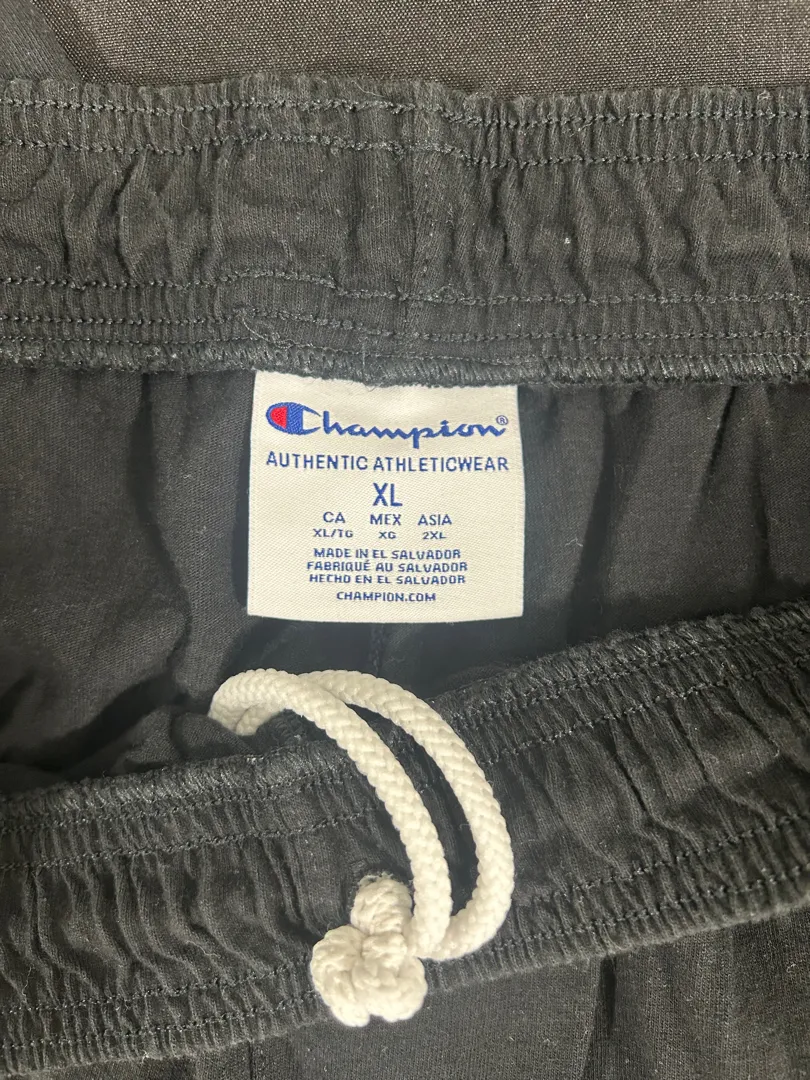 Champion®
AUTHENTIC ATHLETICWEAR
XL
CA MEX ASIA
XL/TG XG 2XL
MADE IN EL SALVADOR
FABRIQUÉ AU SALVADOR
HECHO EN EL SALVADOR
CHAMPION.COM